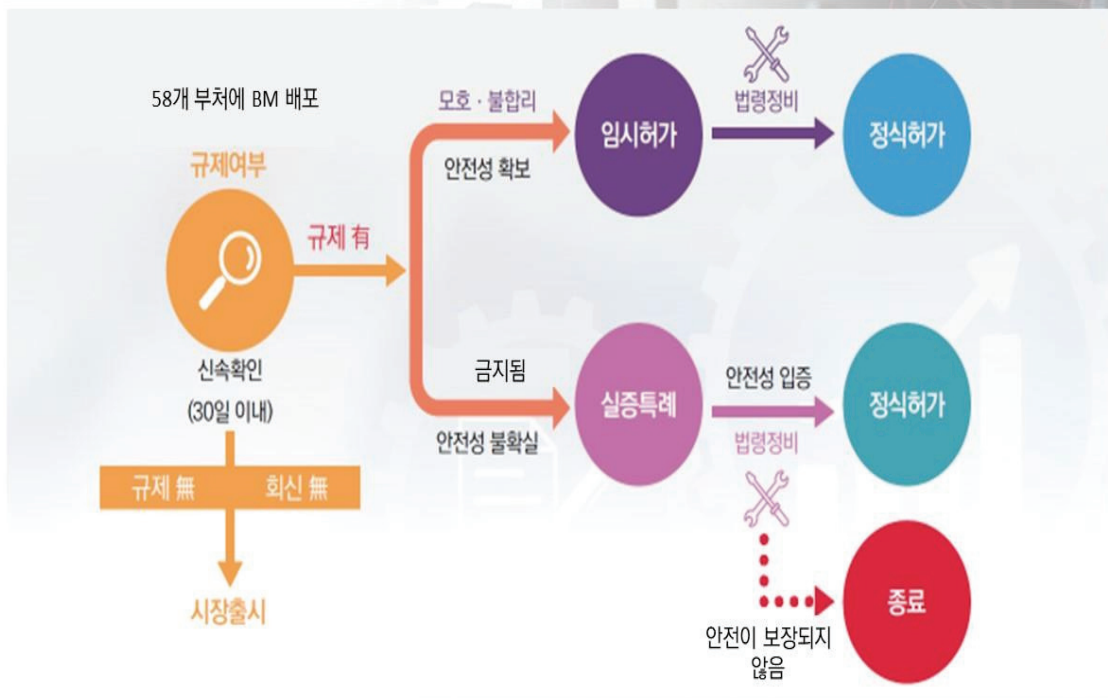 58개 부처에 BM 배포
규제여부
신속확인
(30일 이내)
규제 無
회신 無
시장출시
규제 有
모호 · 불합리
안전성 확보
임시허가
법령정비
정식허가
금지됨
안전성 불확실
실증특례
안전성 입증
법령정비
정식허가
종료
안전이 보장되지
않음